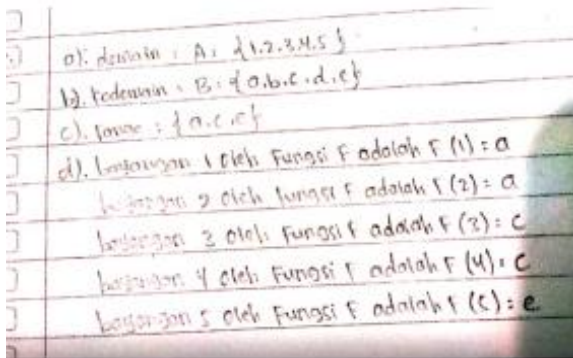 a). domain : A : {1.2.3.4.5}
b). kodomain : B : {a.b.c.d.e}
c). range : {a.c.e}
d). bayangan 1 oleh Fungsi F adalah F (1) = a
bayangan 2 oleh fungsi F adalah F (2) = a
bayangan 3 oleh Fungsi F adalah F (3) = c
bayangan 4 oleh Fungsi F adalah F (4) = c
bayangan 5 oleh Fungsi F adalah F (5) = e